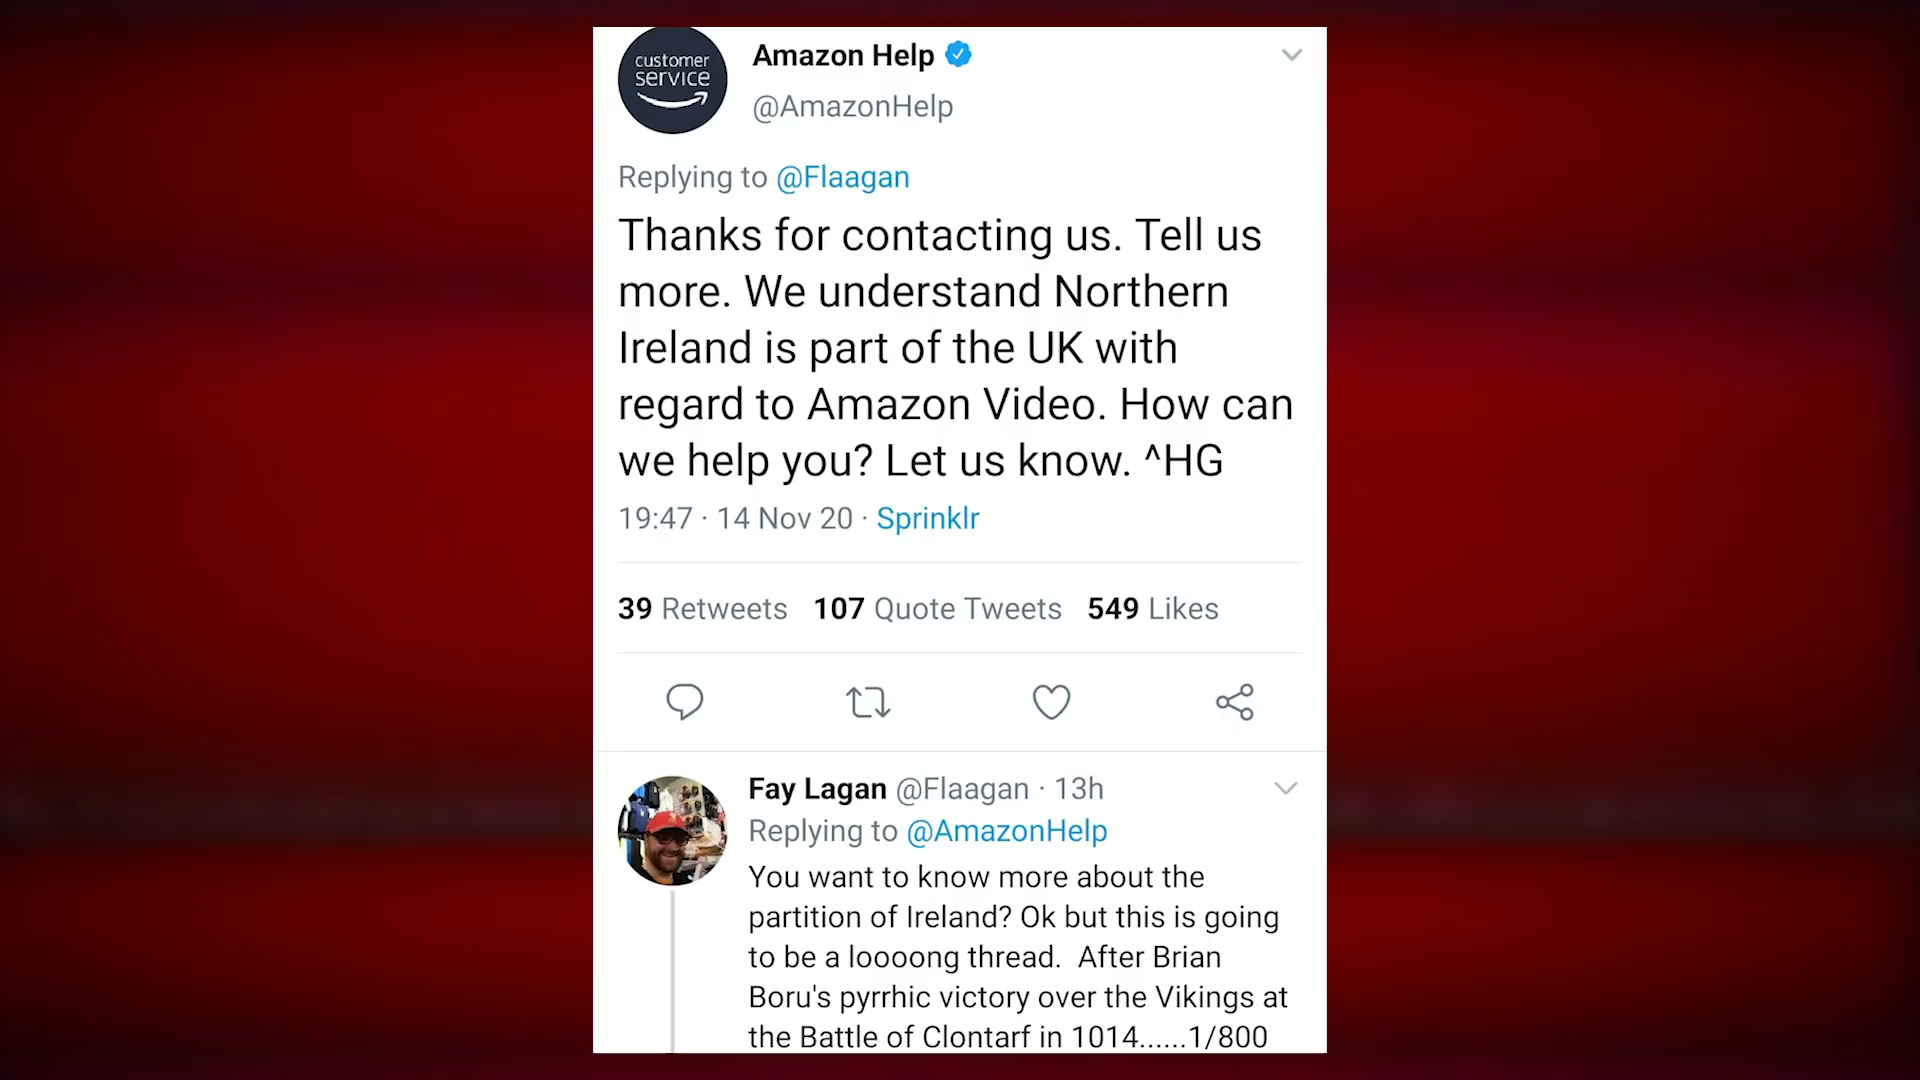 customer
service
Amazon Help
@AmazonHelp
Replying to @Flaagan
Thanks for contacting us. Tell us
more. We understand Northern
Ireland is part of the UK with
regard to Amazon Video. How can
we help you? Let us know. ^HG
19:47 · 14 Nov 20 · Sprinklr
39 Retweets 107 Quote Tweets 549 Likes
Fay Lagan @Flaagan · 13h
Replying to @AmazonHelp
You want to know more about the
partition of Ireland? Ok but this is going
to be a loooong thread. After Brian
Boru's pyrrhic victory over the Vikings at
the Battle of Clontarf in 1014......1/800